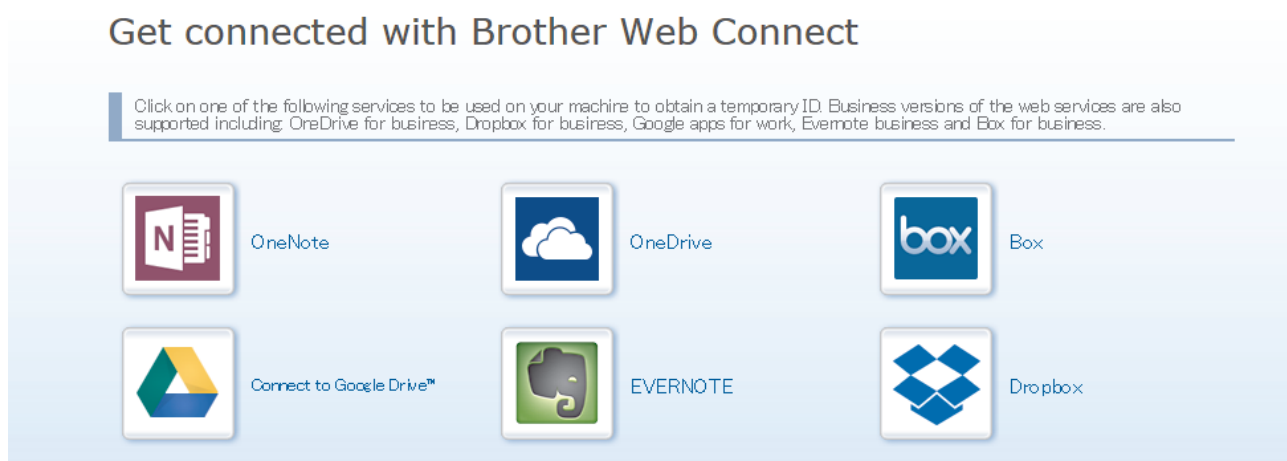 Get connected with Brother Web Connect
Click on one of the following services to be used on your machine to obtain a temporary ID. Business versions of the web services are also
supported including: OneDrive for business, Dropbox for business, Google apps for work, Evernote business and Box for business.
N
OneNote
OneDrive
box
Box
Connect to Google Drive™
EVERNOTE
Dropbox